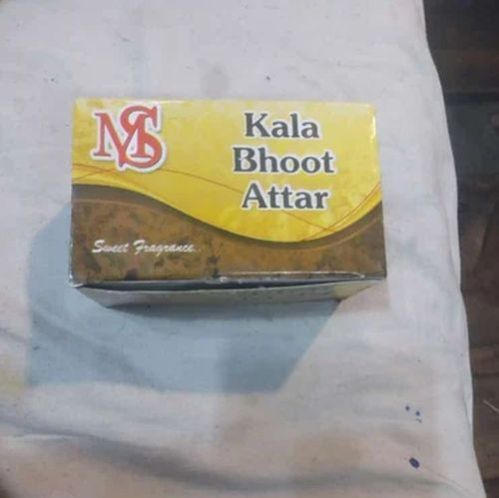 MS
Kala
Bhoot
Attar
Sweet Fragrance..